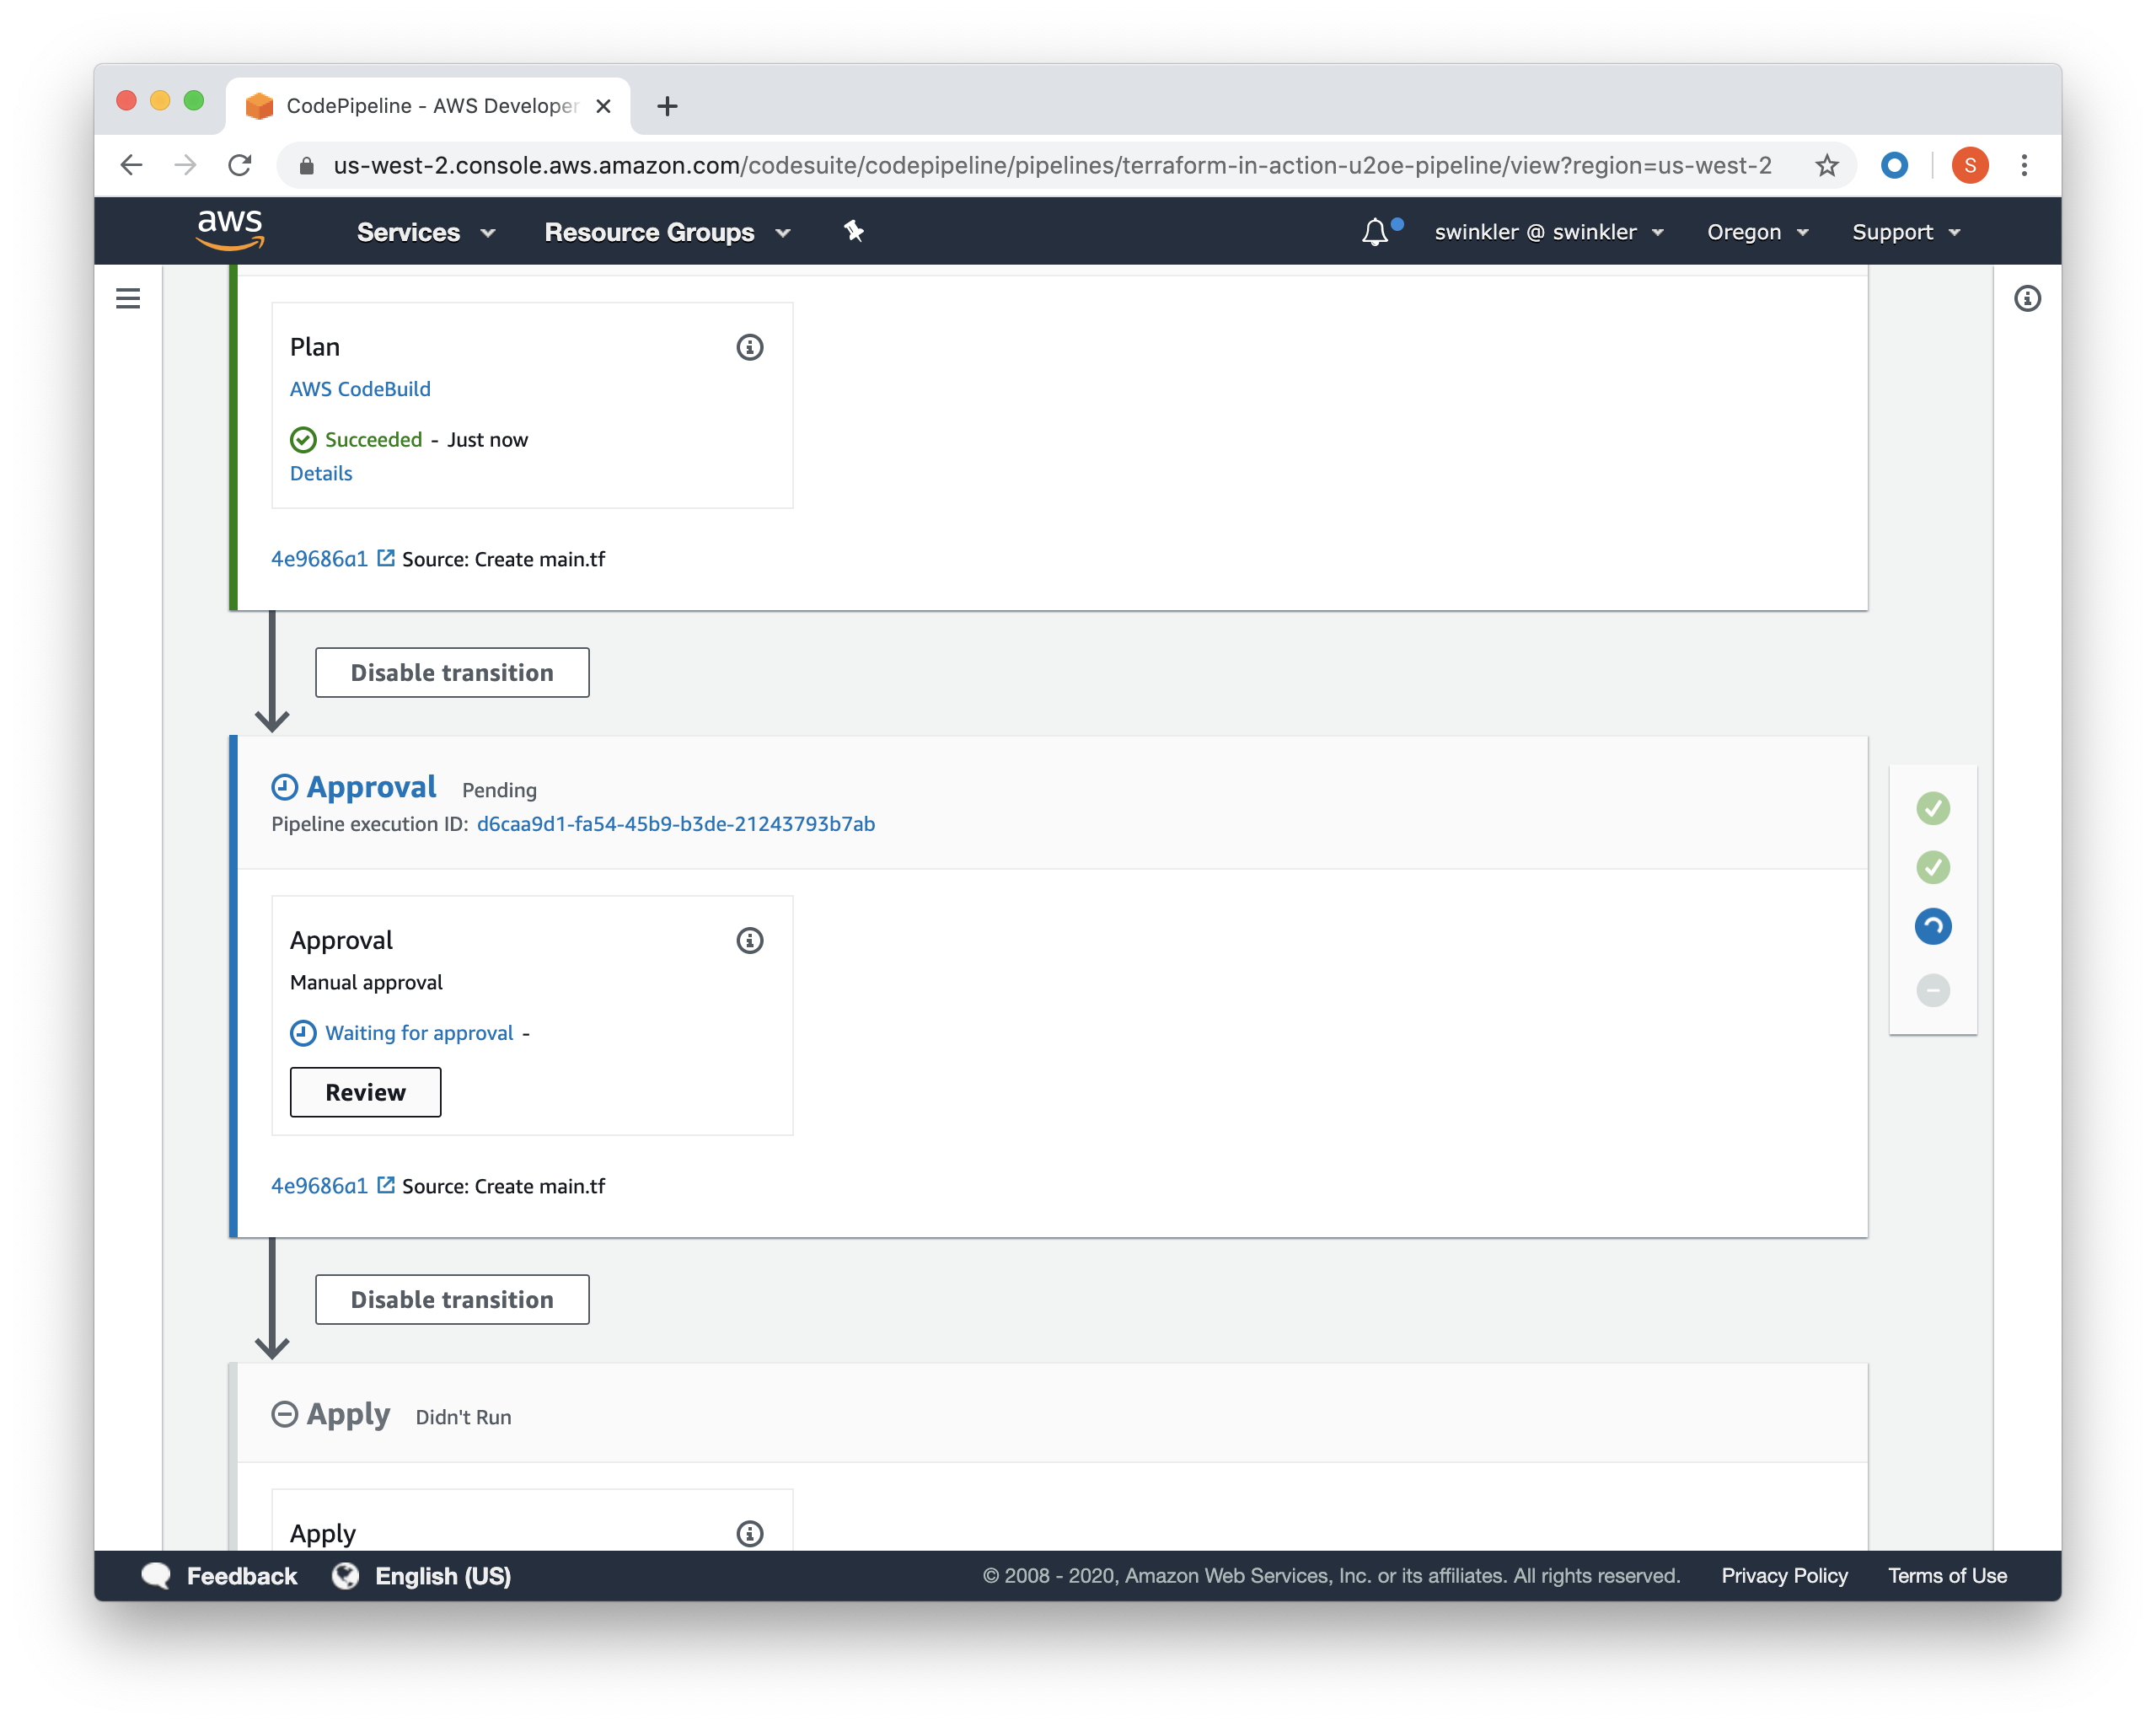 CodePipeline - AWS Developer
us-west-2.console.aws.amazon.com/codesuite/codepipeline/pipelines/terraform-in-action-u2oe-pipeline/view?region=us-west-2
S
aws
Services
Resource Groups
swinkler @ swinkler
Oregon
Support
Plan
AWS CodeBuild
Succeeded - Just now
Details
4e9686a1 Source: Create main.tf
Disable transition
Approval Pending
Pipeline execution ID: d6caa9d1-fa54-45b9-b3de-21243793b7ab
Approval
Manual approval
Waiting for approval -
Review
4e9686a1 Source: Create main.tf
Disable transition
Apply Didn't Run
Apply
Feedback
English (US)
© 2008 - 2020, Amazon Web Services, Inc. or its affiliates. All rights reserved.
Privacy Policy
Terms of Use